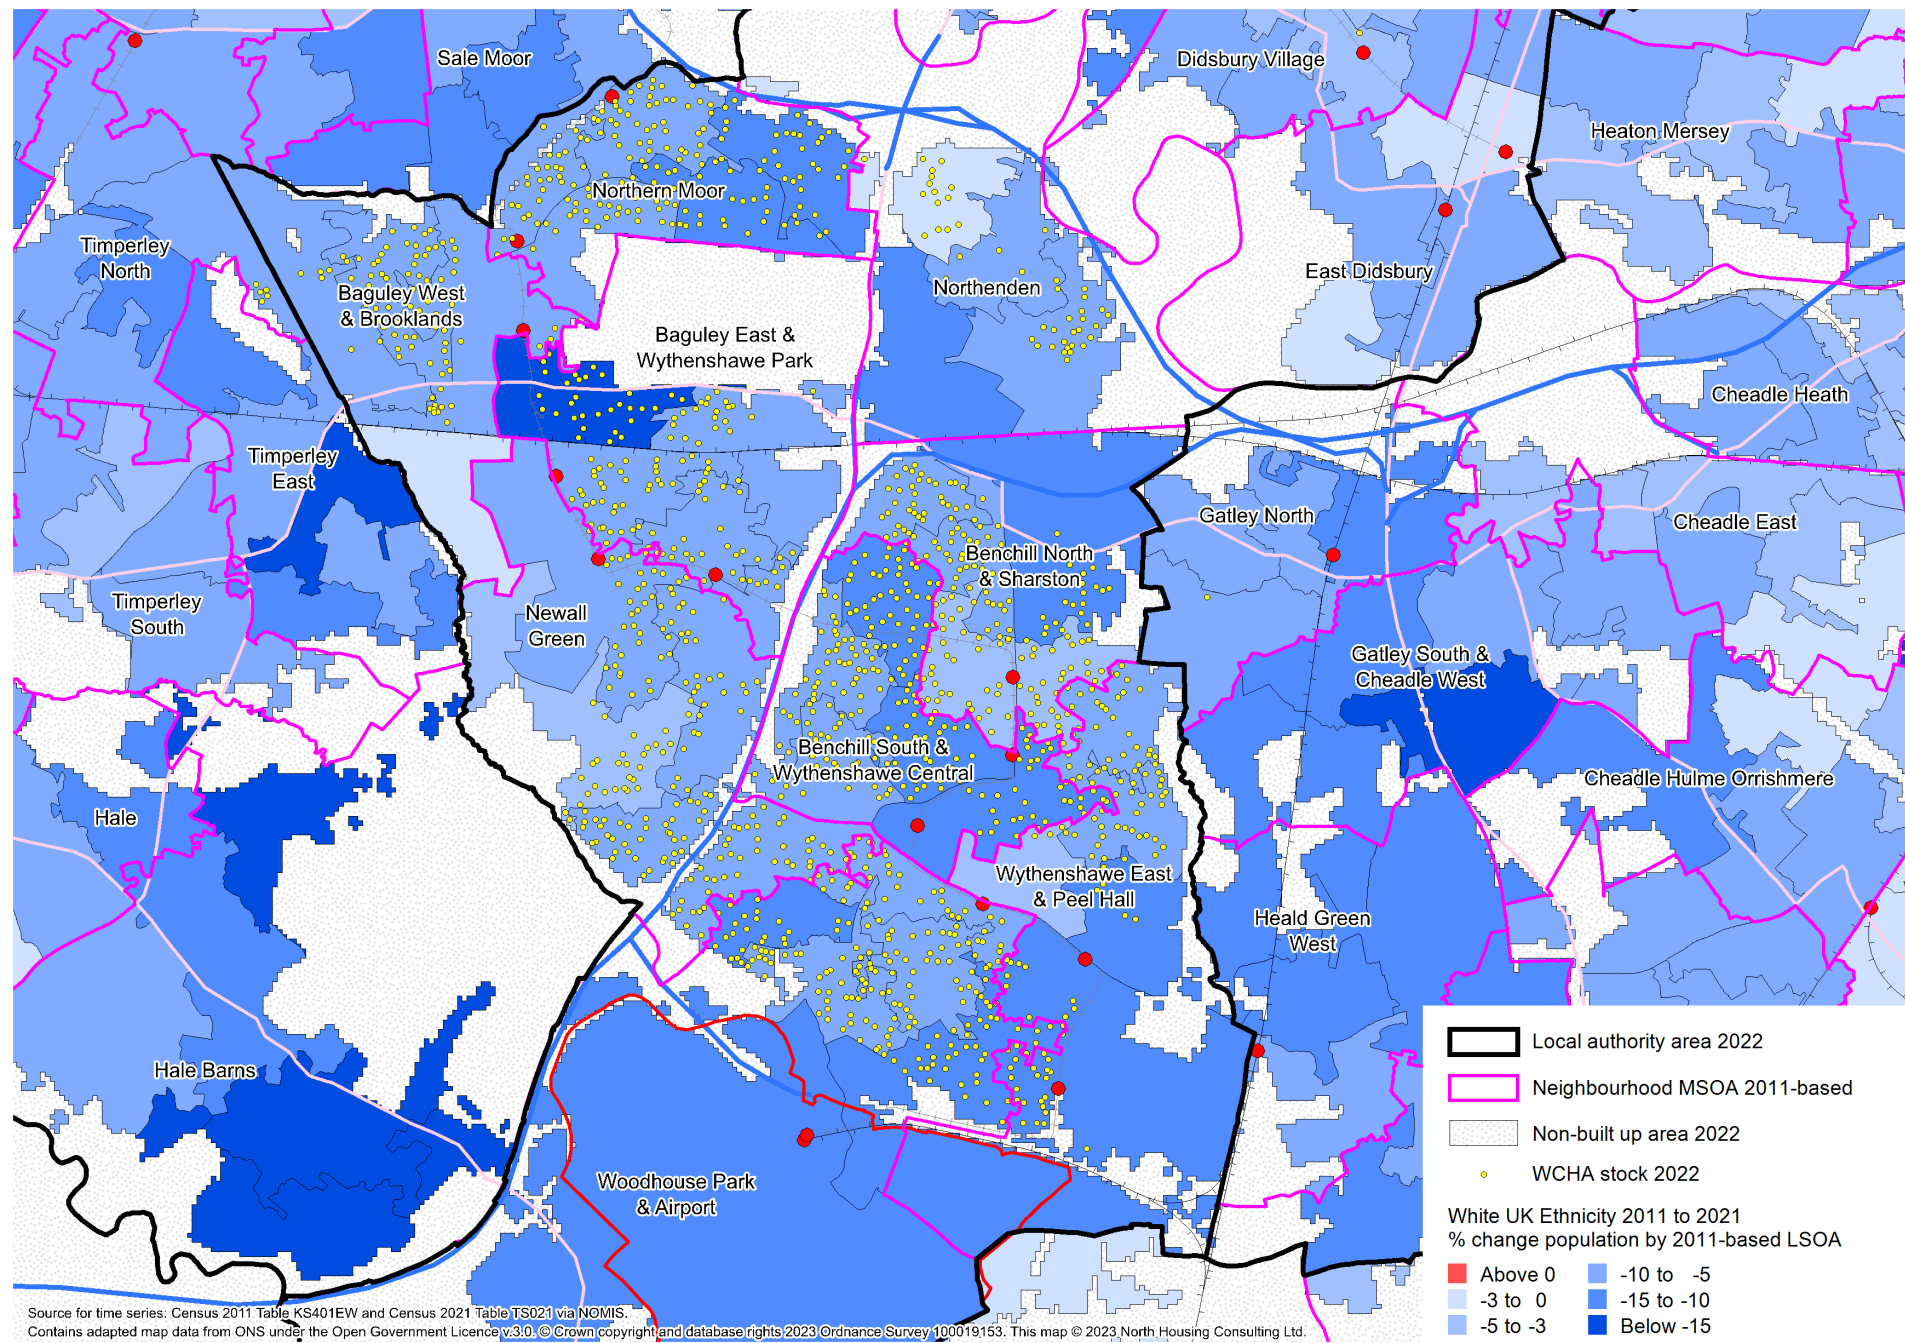 Sale Moor
Didsbury Village
Heaton Mersey
Northern Moor
Timperley
North
East Didsbury
Baguley West
& Brooklands
Northenden
Baguley East &
Wythenshawe Park
Cheadle Heath
Timperley
East
Gatley North
Cheadle East
Benchill North
& Sharston
Timperley
South
Newall
Green
Gatley South &
Cheadle West
Benchill South &
Wythenshawe Central
Cheadle Hulme Orrishmere
Hale
Wythenshawe East
& Peel Hall
Heald Green
West
Hale Barns
Woodhouse Park
& Airport
Local authority area 2022
Neighbourhood MSOA 2011-based
Non-built up area 2022
WCHA stock 2022
White UK Ethnicity 2011 to 2021
% change population by 2011-based LSOA
Above 0
-3 to 0
-5 to -3
-10 to -5
-15 to -10
Below -15
Source for time series: Census 2011 Table KS401EW and Census 2021 Table TS021 via NOMIS.
Contains adapted map data from ONS under the Open Government Licence v.3.0. © Crown copyright and database rights 2023 Ordnance Survey 100019153. This map © 2023 North Housing Consulting Ltd.